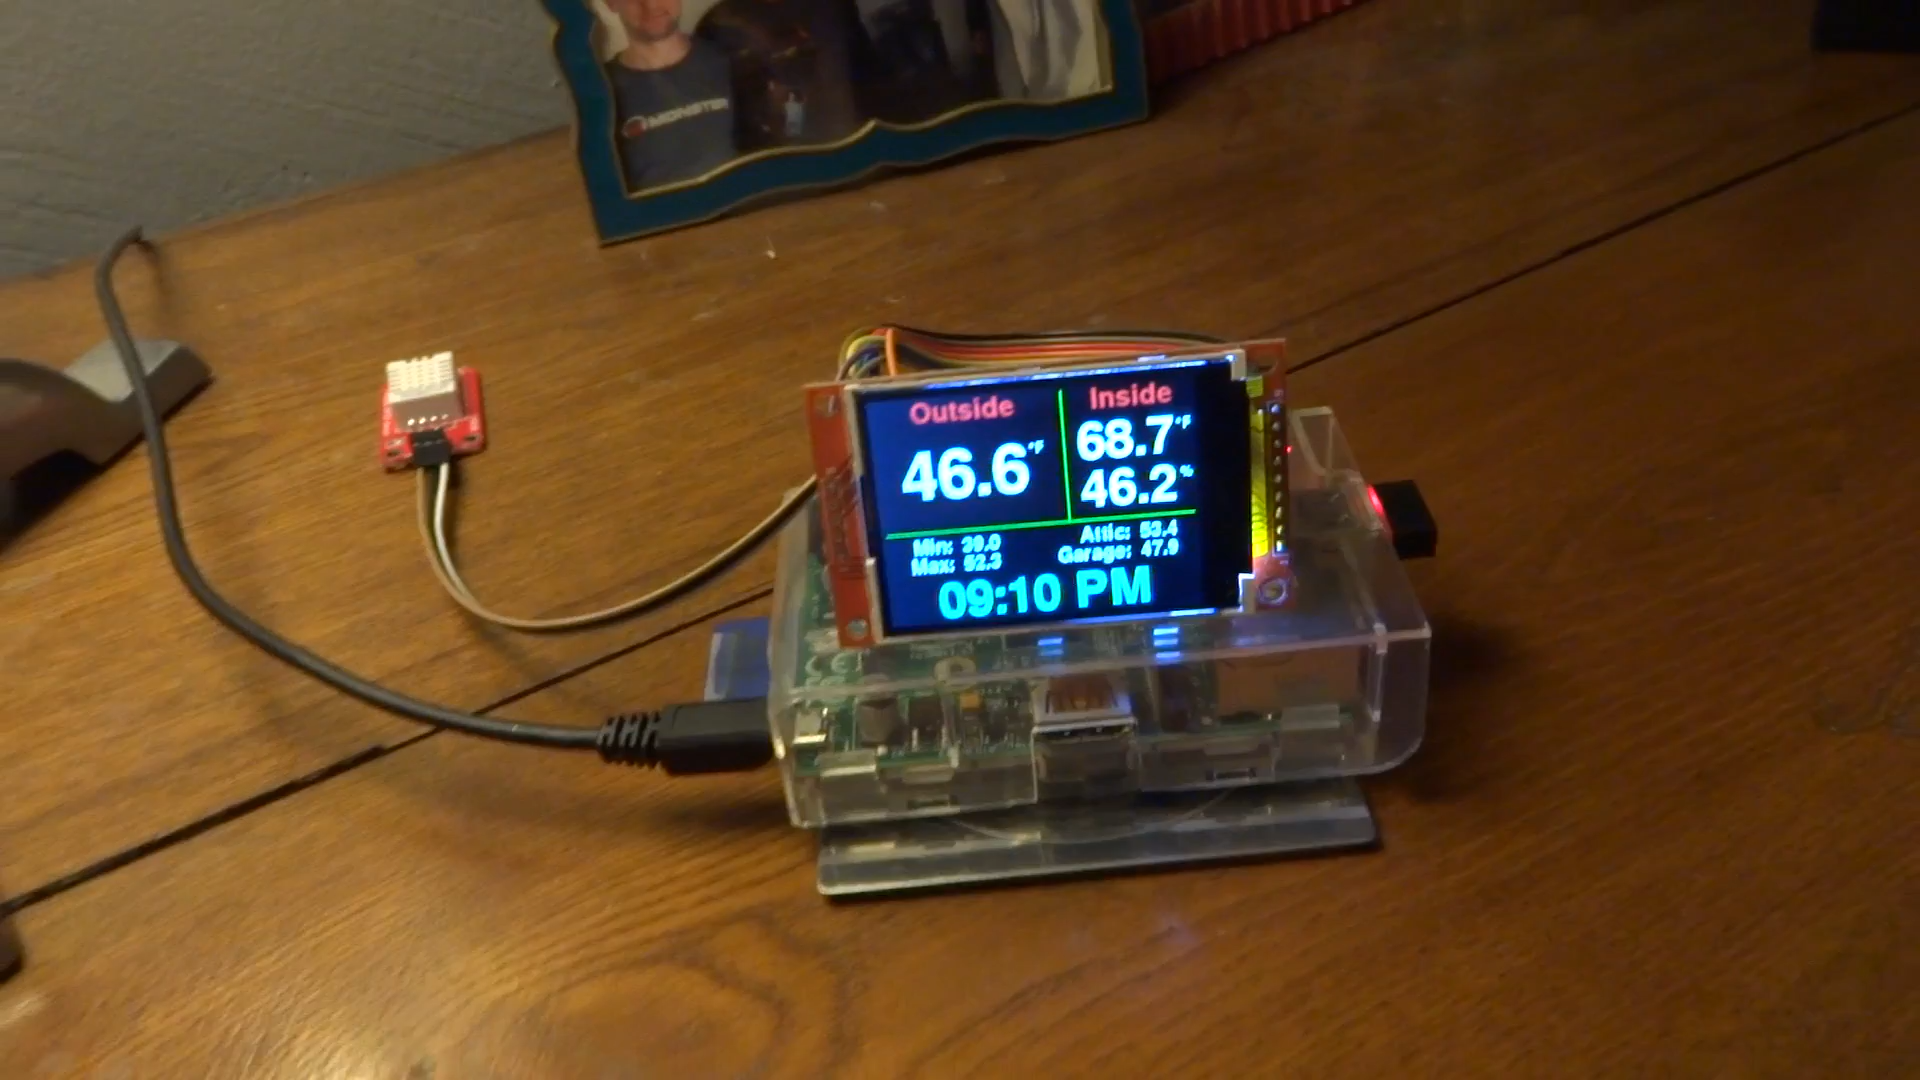 MONSTER
Outside
46.6°F
Inside
68.7°F
46.2%
Min: 39.0
Max: 52.3
Attic: 53.4
Garage: 47.9
09:10 PM